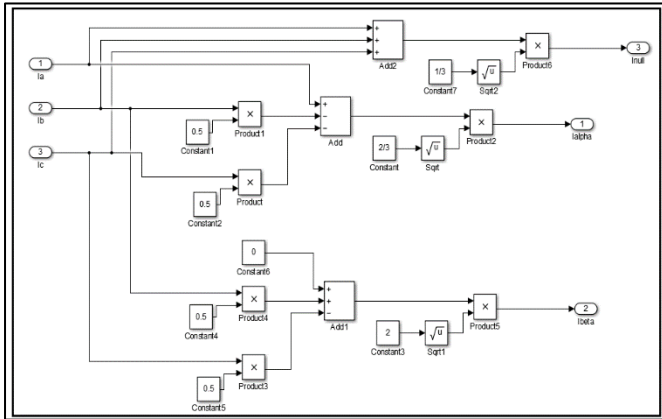 +
+
+
Add2
1
Ia
1/3
Constant7
√u
Sqrt2
×
Product6
3
Inull
2
Ib
0.5
Constant1
×
Product1
+
−
−
Add
2/3
Constant
√u
Sqrt
×
Product2
1
Ialpha
3
Ic
0.5
Constant2
×
Product
0
Constant6
0.5
Constant4
×
Product4
+
+
−
Add1
2
Constant3
√u
Sqrt1
×
Product5
2
Ibeta
0.5
Constant5
×
Product3